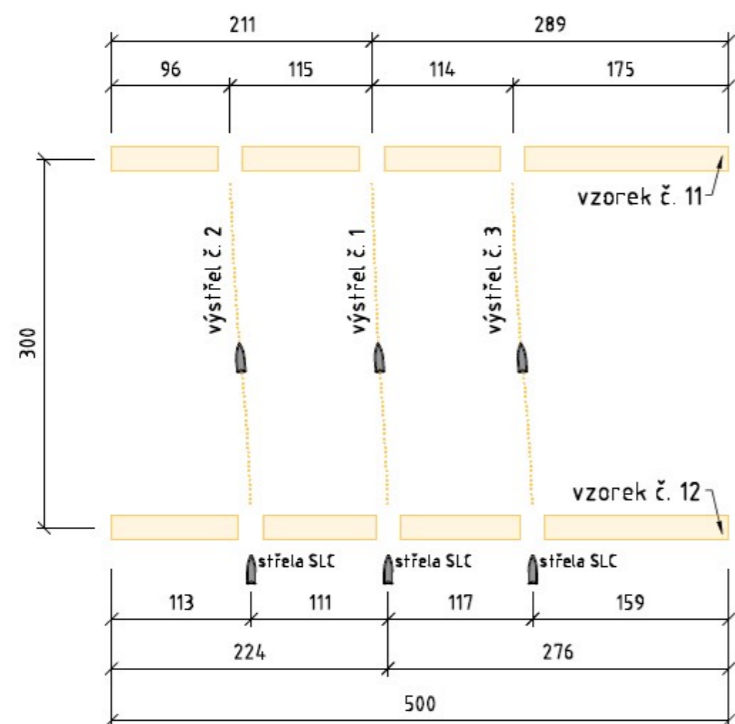 211 289
96 115 114 175
vzorek č. 11
výstřel č. 2
výstřel č. 1
výstřel č. 3
300
vzorek č. 12
střela SLC střela SLC střela SLC
113 111 117 159
224 276
500